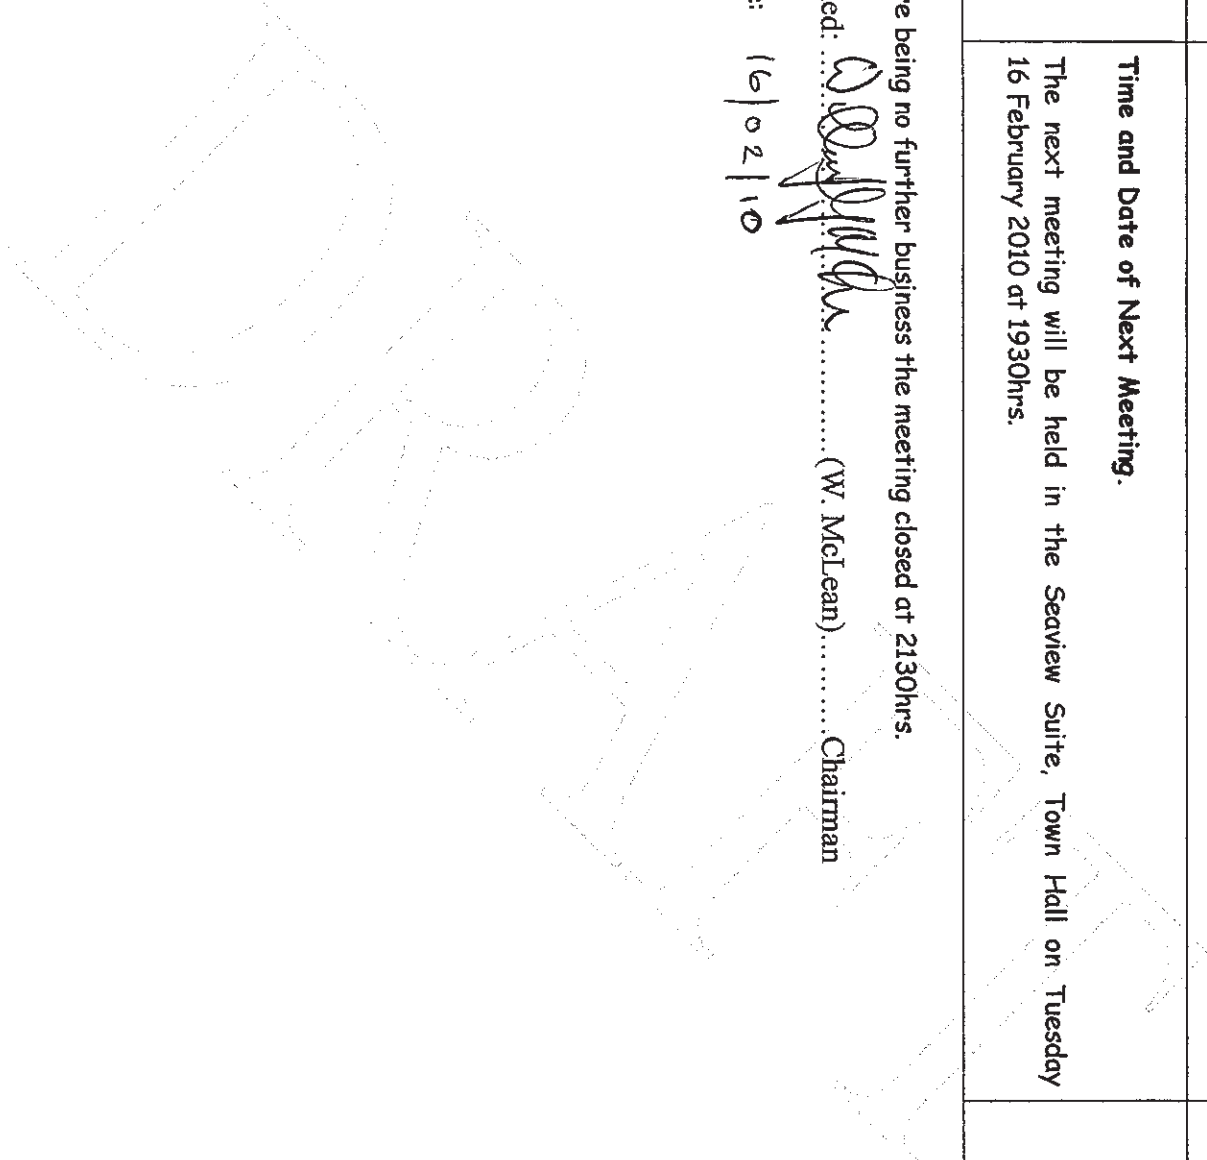 Time and Date of Next Meeting.
The next meeting will be held in the Seaview Suite, Town Hall on Tuesday
16 February 2010 at 1930hrs.
re being no further business the meeting closed at 2130hrs.
ed: ........................ (W. McLean)......... Chairman
e: 16/02/10
DRAFT